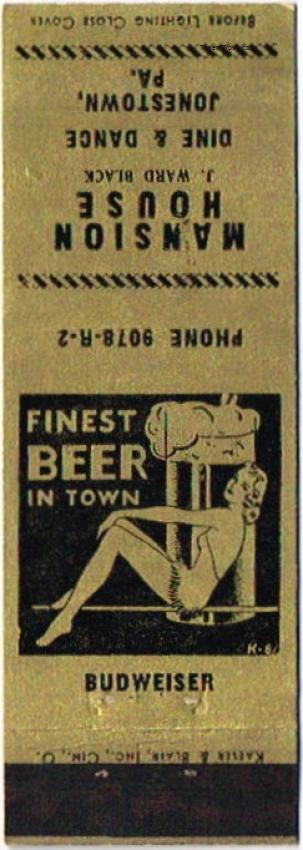 BEFORE LIGHTING CLOSE COVER
MANSION
HOUSE
J. WARD BLACK
DINE & DANCE
JONESTOWN,
PA.
PHONE 9078-R-2
FINEST
BEER
IN TOWN
BUDWEISER
KAESER & BLAIR, INC., CIN., O.